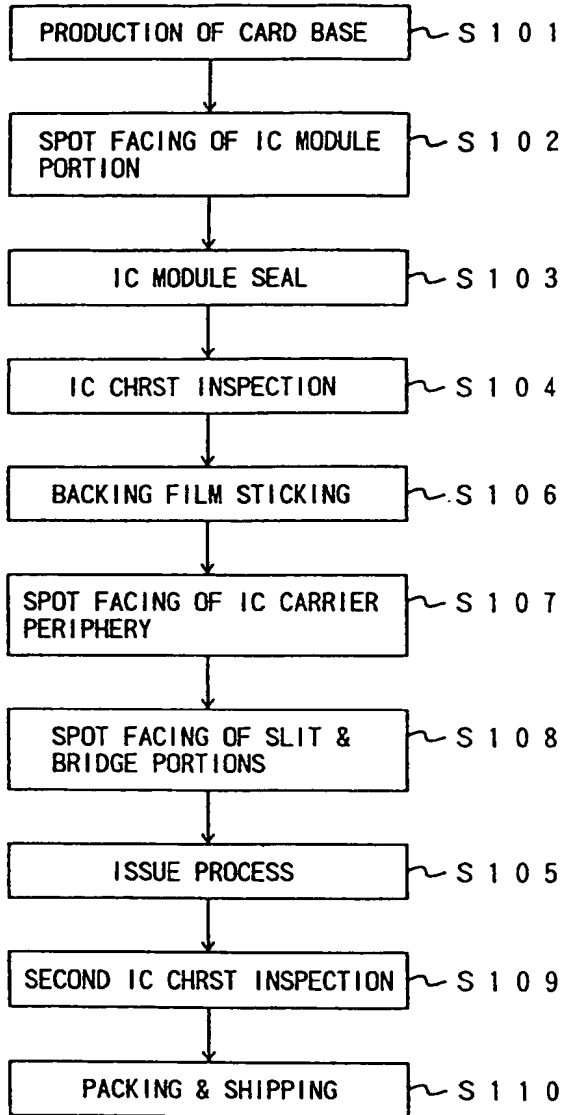 PRODUCTION OF CARD BASE S101
SPOT FACING OF IC MODULE PORTION S102
IC MODULE SEAL S103
IC CHRST INSPECTION S104
BACKING FILM STICKING S106
SPOT FACING OF IC CARRIER PERIPHERY S107
SPOT FACING OF SLIT & BRIDGE PORTIONS S108
ISSUE PROCESS S105
SECOND IC CHRST INSPECTION S109
PACKING & SHIPPING S110